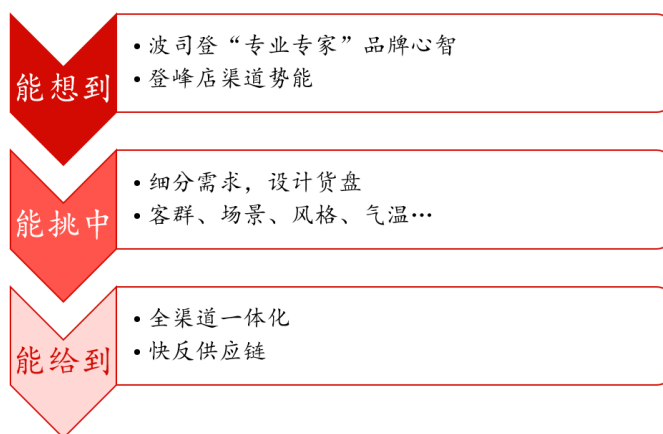 能想到
• 波司登“专业专家”品牌心智
• 登峰店渠道势能
能挑中
• 细分需求，设计货盘
• 客群、场景、风格、气温…
能给到
• 全渠道一体化
• 快反供应链